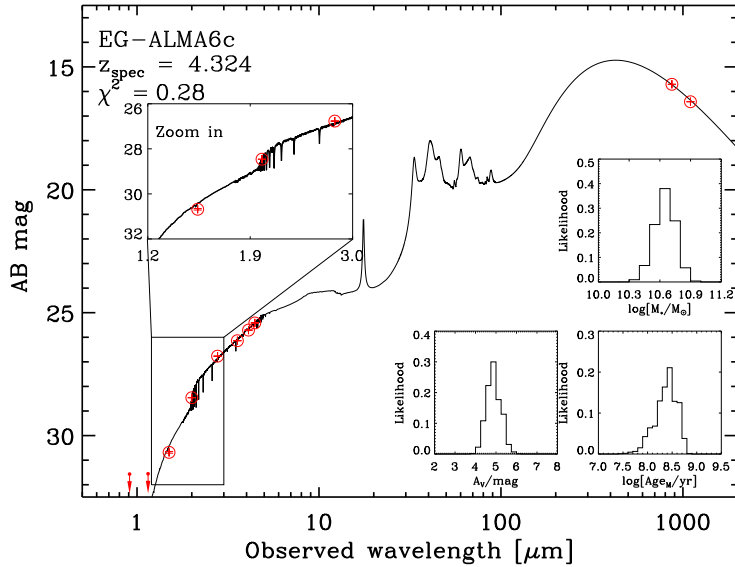 EG-ALMA6c
z_spec = 4.324
χ² = 0.28
15
20
25
30
AB mag
1
10
100
1000
Observed wavelength [μm]
26
28
30
32
Zoom in
1.2
1.9
3.0
0.5
0.4
0.3
0.2
0.1
0.0
Likelihood
10.0 10.3 10.6 10.9 11.2
log[M⋆/M⊙]
0.4
0.3
0.2
0.1
0.0
Likelihood
2 3 4 5 6 7 8
A_V/mag
0.3
0.2
0.1
0.0
Likelihood
7.0 7.5 8.0 8.5 9.0 9.5
log[Age_M/yr]